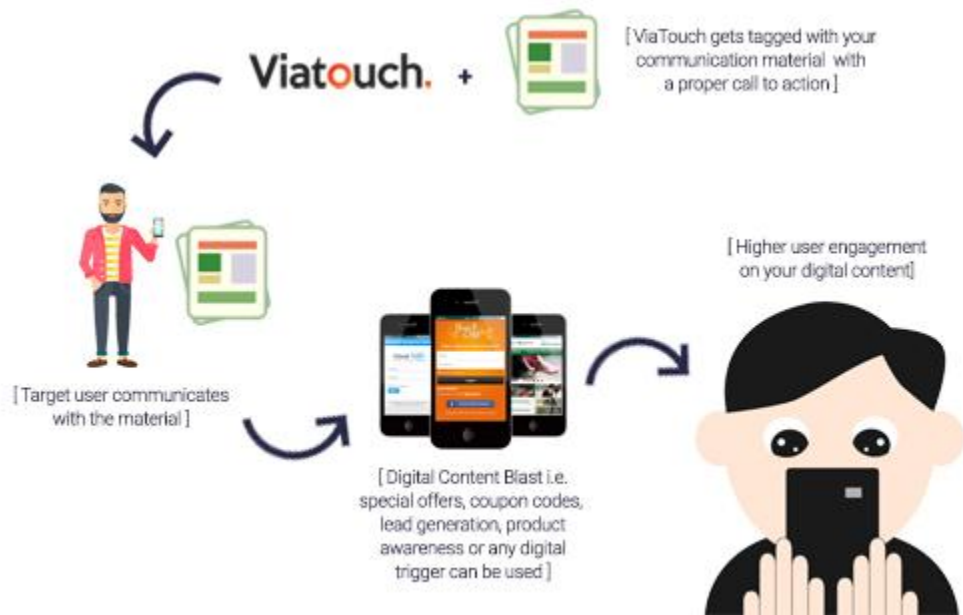 Viatouch. +
[ ViaTouch gets tagged with your
communication material with
a proper call to action ]
[ Target user communicates
with the material ]
[ Digital Content Blast i.e.
special offers, coupon codes,
lead generation, product
awareness or any digital
trigger can be used ]
[ Higher user engagement
on your digital content]